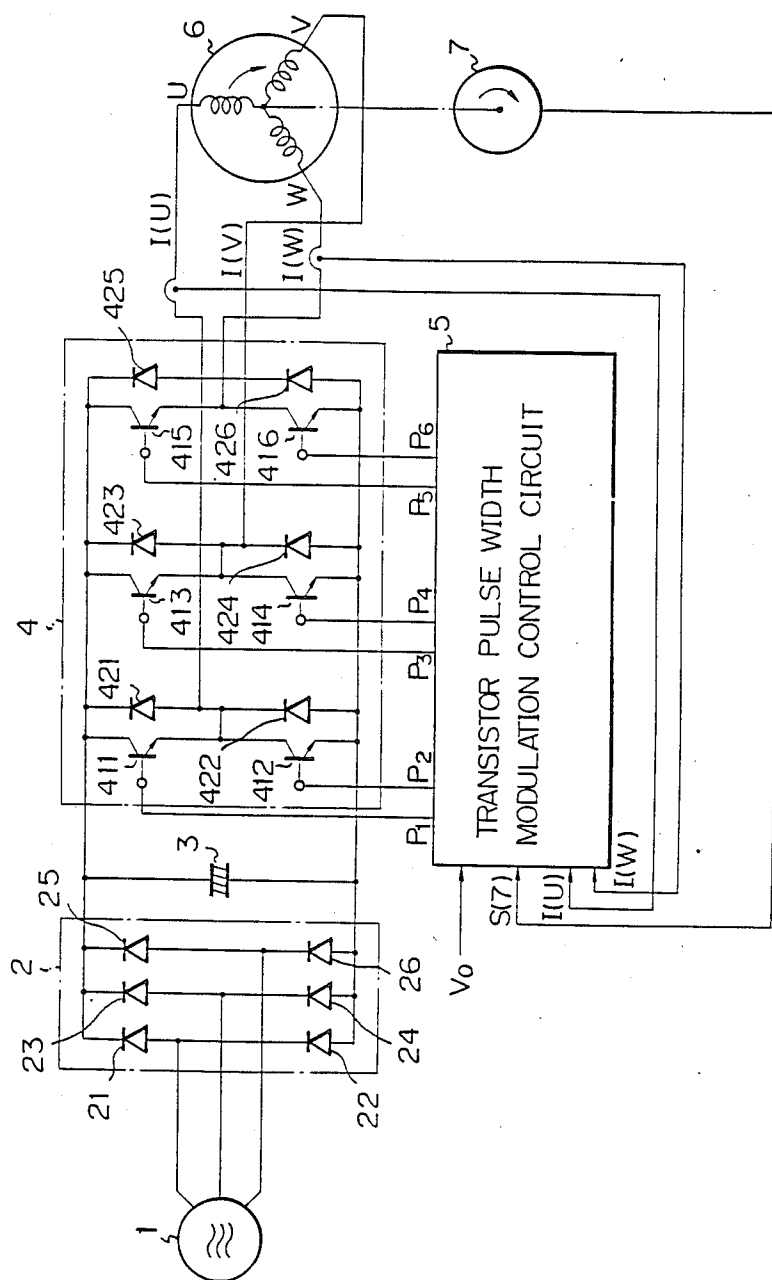 1
2
21
23
25
22
24
26
3
4
411
421
413
423
415
425
422
412
424
414
426
416
I(U)
I(V)
I(W)
U
V
W
6
7
P1
P2
P3
P4
P5
P6
5
TRANSISTOR PULSE WIDTH
MODULATION CONTROL CIRCUIT
Vo
S(7)
I(U)
I(W)